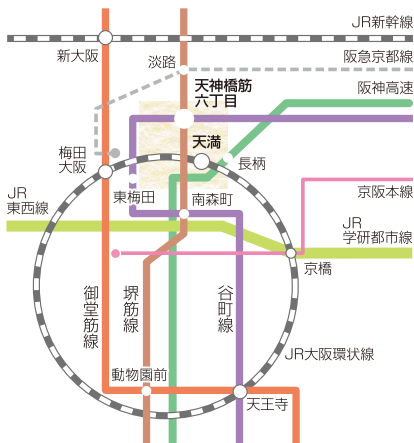 JR新幹線
新大阪
阪急京都線
淡路
天神橋筋
六丁目
阪神高速
天満
梅田
大阪
長柄
東梅田
南森町
京阪本線
JR
東西線
JR
学研都市線
京橋
御堂筋線
堺筋線
谷町線
JR大阪環状線
動物園前
天王寺